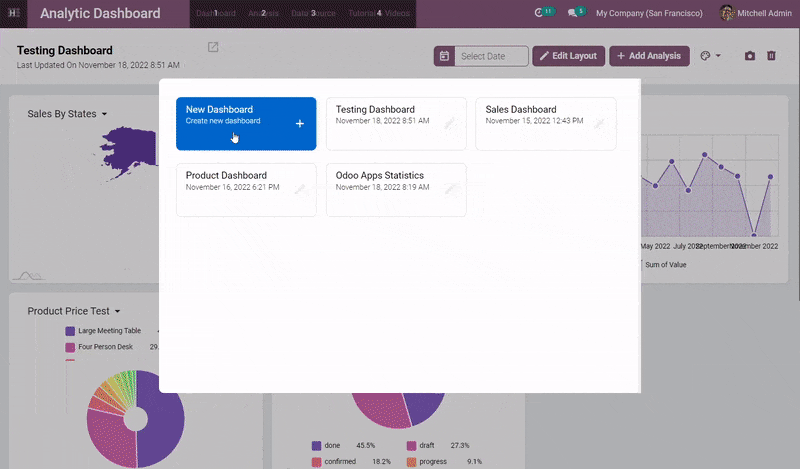 Analytic Dashboard
Dashboard 1 Analysis 2 Data Source 3 Tutorial 4 Videos
11 5 My Company (San Francisco) Mitchell Admin
Testing Dashboard
Last Updated On November 18, 2022 8:51 AM
Select Date
Edit Layout
+ Add Analysis
Sales By States
New Dashboard
Create new dashboard
+
Testing Dashboard
November 18, 2022 8:51 AM
Sales Dashboard
November 15, 2022 12:43 PM
Product Dashboard
November 16, 2022 6:21 PM
Odoo Apps Statistics
November 18, 2022 8:19 AM
May 2022 July 2022 September 2022 November 2022
Sum of Value
Product Price Test
Large Meeting Table
Four Person Desk 29.
done 45.5% draft 27.3%
confirmed 18.2% progress 9.1%